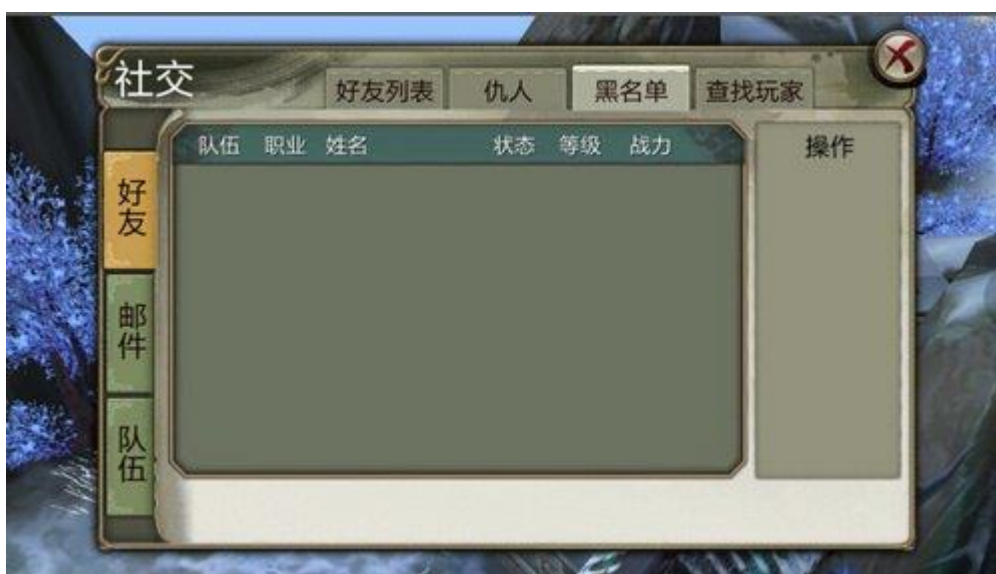 社交
好友列表 仇人 黑名单 查找玩家
队伍 职业 姓名 状态 等级 战力
操作
好友
邮件
队伍